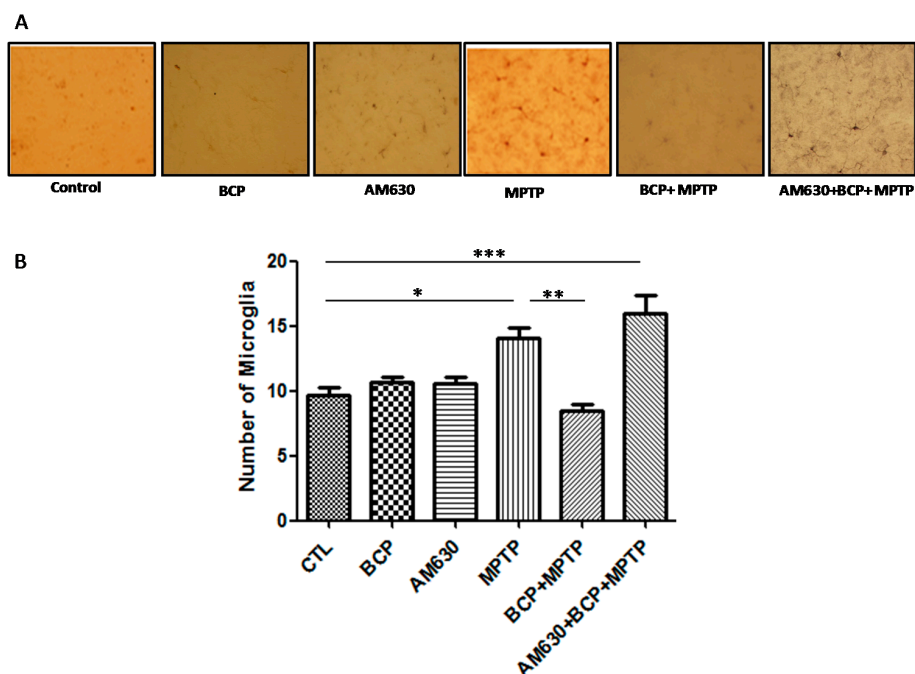 A
Control
BCP
AM630
MPTP
BCP+MPTP
AM630+BCP+MPTP
B
***
*
**
20
15
10
5
0
Number of Microglia
CTL
BCP
AM630
MPTP
BCP+MPTP
AM630+BCP+MPTP